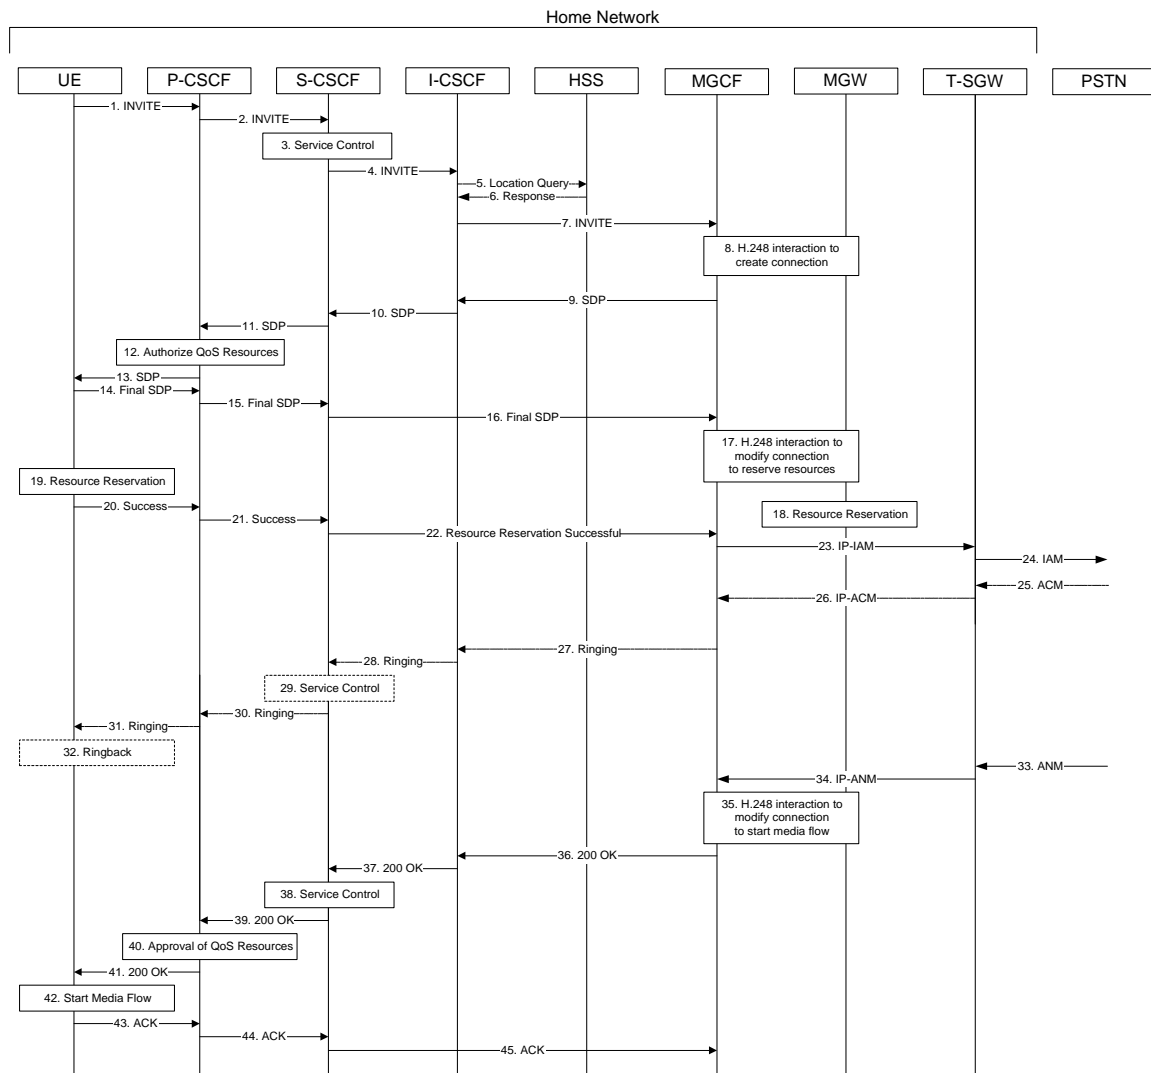 Home Network
UE
P-CSCF
S-CSCF
I-CSCF
HSS
MGCF
MGW
T-SGW
PSTN
1. INVITE
2. INVITE
3. Service Control
4. INVITE
5. Location Query
6. Response
7. INVITE
8. H.248 interaction to
create connection
9. SDP
10. SDP
11. SDP
12. Authorize QoS Resources
13. SDP
14. Final SDP
15. Final SDP
16. Final SDP
17. H.248 interaction to
modify connection
to reserve resources
19. Resource Reservation
20. Success
18. Resource Reservation
21. Success
22. Resource Reservation Successful
23. IP-IAM
24. IAM
25. ACM
26. IP-ACM
27. Ringing
28. Ringing
29. Service Control
30. Ringing
31. Ringing
32. Ringback
33. ANM
34. IP-ANM
35. H.248 interaction to
modify connection
to start media flow
36. 200 OK
37. 200 OK
38. Service Control
39. 200 OK
40. Approval of QoS Resources
41. 200 OK
42. Start Media Flow
43. ACK
44. ACK
45. ACK